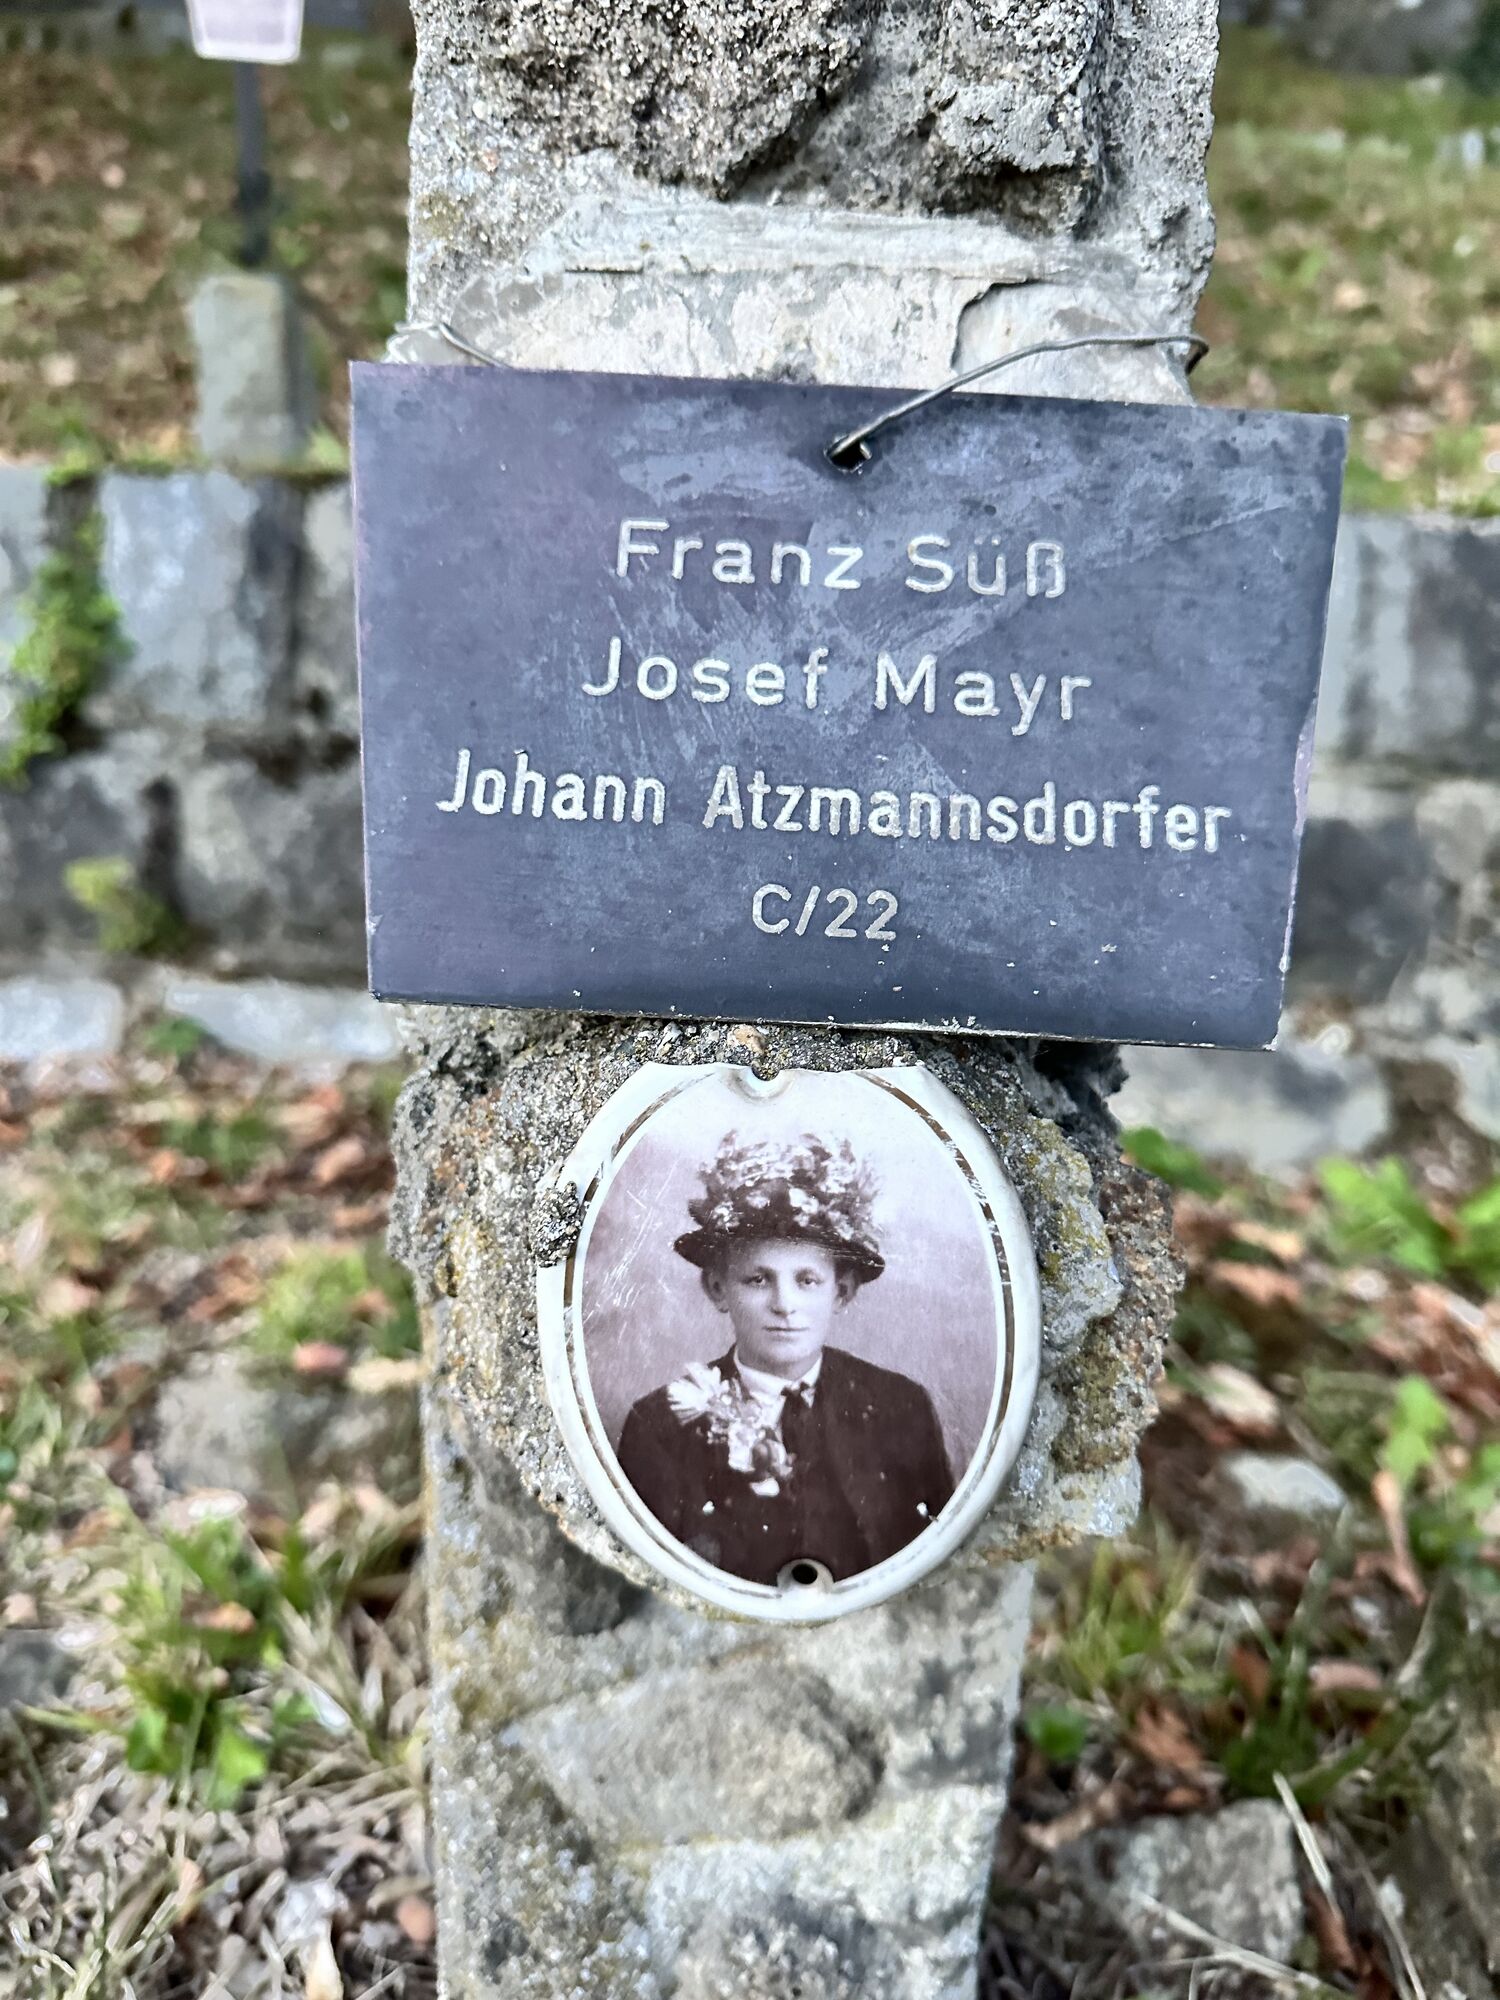 Franz Süß
Josef Mayr
Johann Atzmannsdorfer
C/22